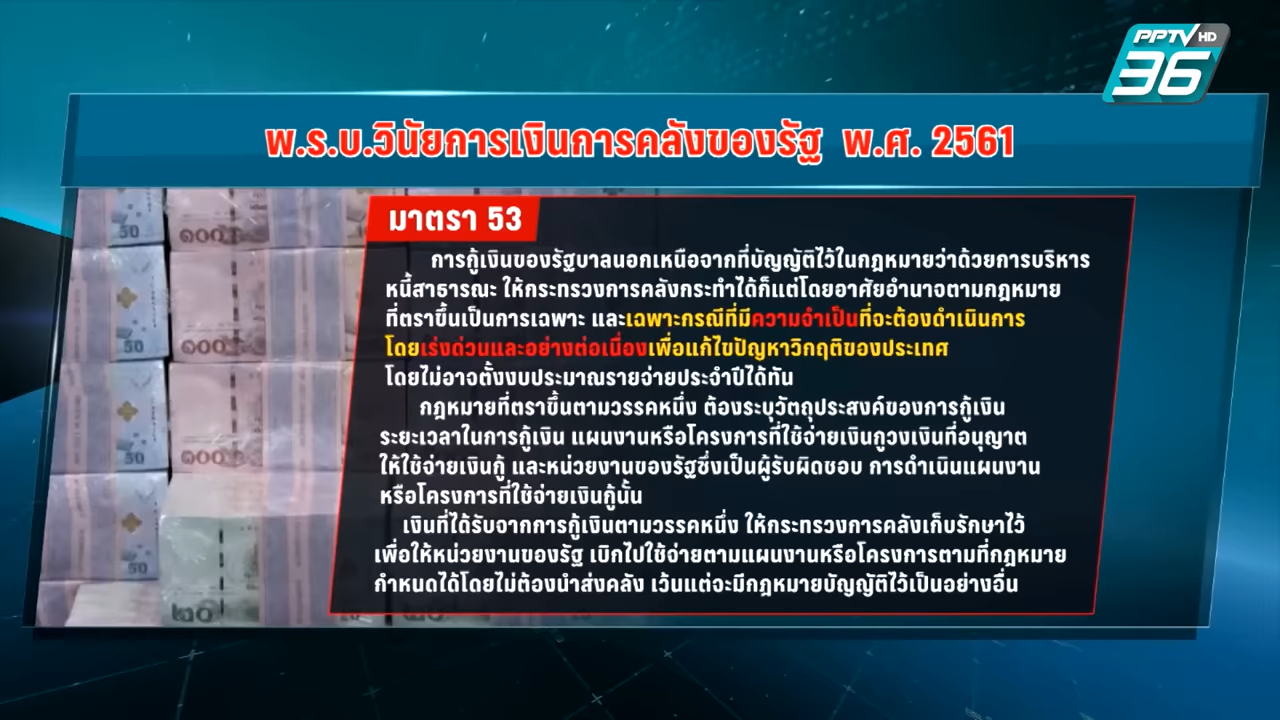 PPTV HD
36
พ.ร.บ.วินัยการเงินการคลังของรัฐ พ.ศ. 2561
มาตรา 53
การกู้เงินของรัฐบาลนอกเหนือจากที่บัญญัติไว้ในกฎหมายว่าด้วยการบริหาร
หนี้สาธารณะ ให้กระทรวงการคลังกระทำได้ก็แต่โดยอาศัยอำนาจตามกฎหมาย
ที่ตราขึ้นเป็นการเฉพาะ และเฉพาะกรณีที่มีความจำเป็นที่จะต้องดำเนินการ
โดยเร่งด่วนและอย่างต่อเนื่องเพื่อแก้ไขปัญหาวิกฤติของประเทศ
โดยไม่อาจตั้งงบประมาณรายจ่ายประจำปีได้ทัน
กฎหมายที่ตราขึ้นตามวรรคหนึ่ง ต้องระบุวัตถุประสงค์ของการกู้เงิน
ระยะเวลาในการกู้เงิน แผนงานหรือโครงการที่ใช้จ่ายเงินกูวงเงินที่อนุญาต
ให้ใช้จ่ายเงินกู้ และหน่วยงานของรัฐซึ่งเป็นผู้รับผิดชอบ การดำเนินแผนงาน
หรือโครงการที่ใช้จ่ายเงินกู้นั้น
เงินที่ได้รับจากการกู้เงินตามวรรคหนึ่ง ให้กระทรวงการคลังเก็บรักษาไว้
เพื่อให้หน่วยงานของรัฐ เบิกไปใช้จ่ายตามแผนงานหรือโครงการตามที่กฎหมาย
กำหนดได้โดยไม่ต้องนำส่งคลัง เว้นแต่จะมีกฎหมายบัญญัติไว้เป็นอย่างอื่น
50
๑๐๐
50
๑๐๐
50
๑๐๐
50
๒๐